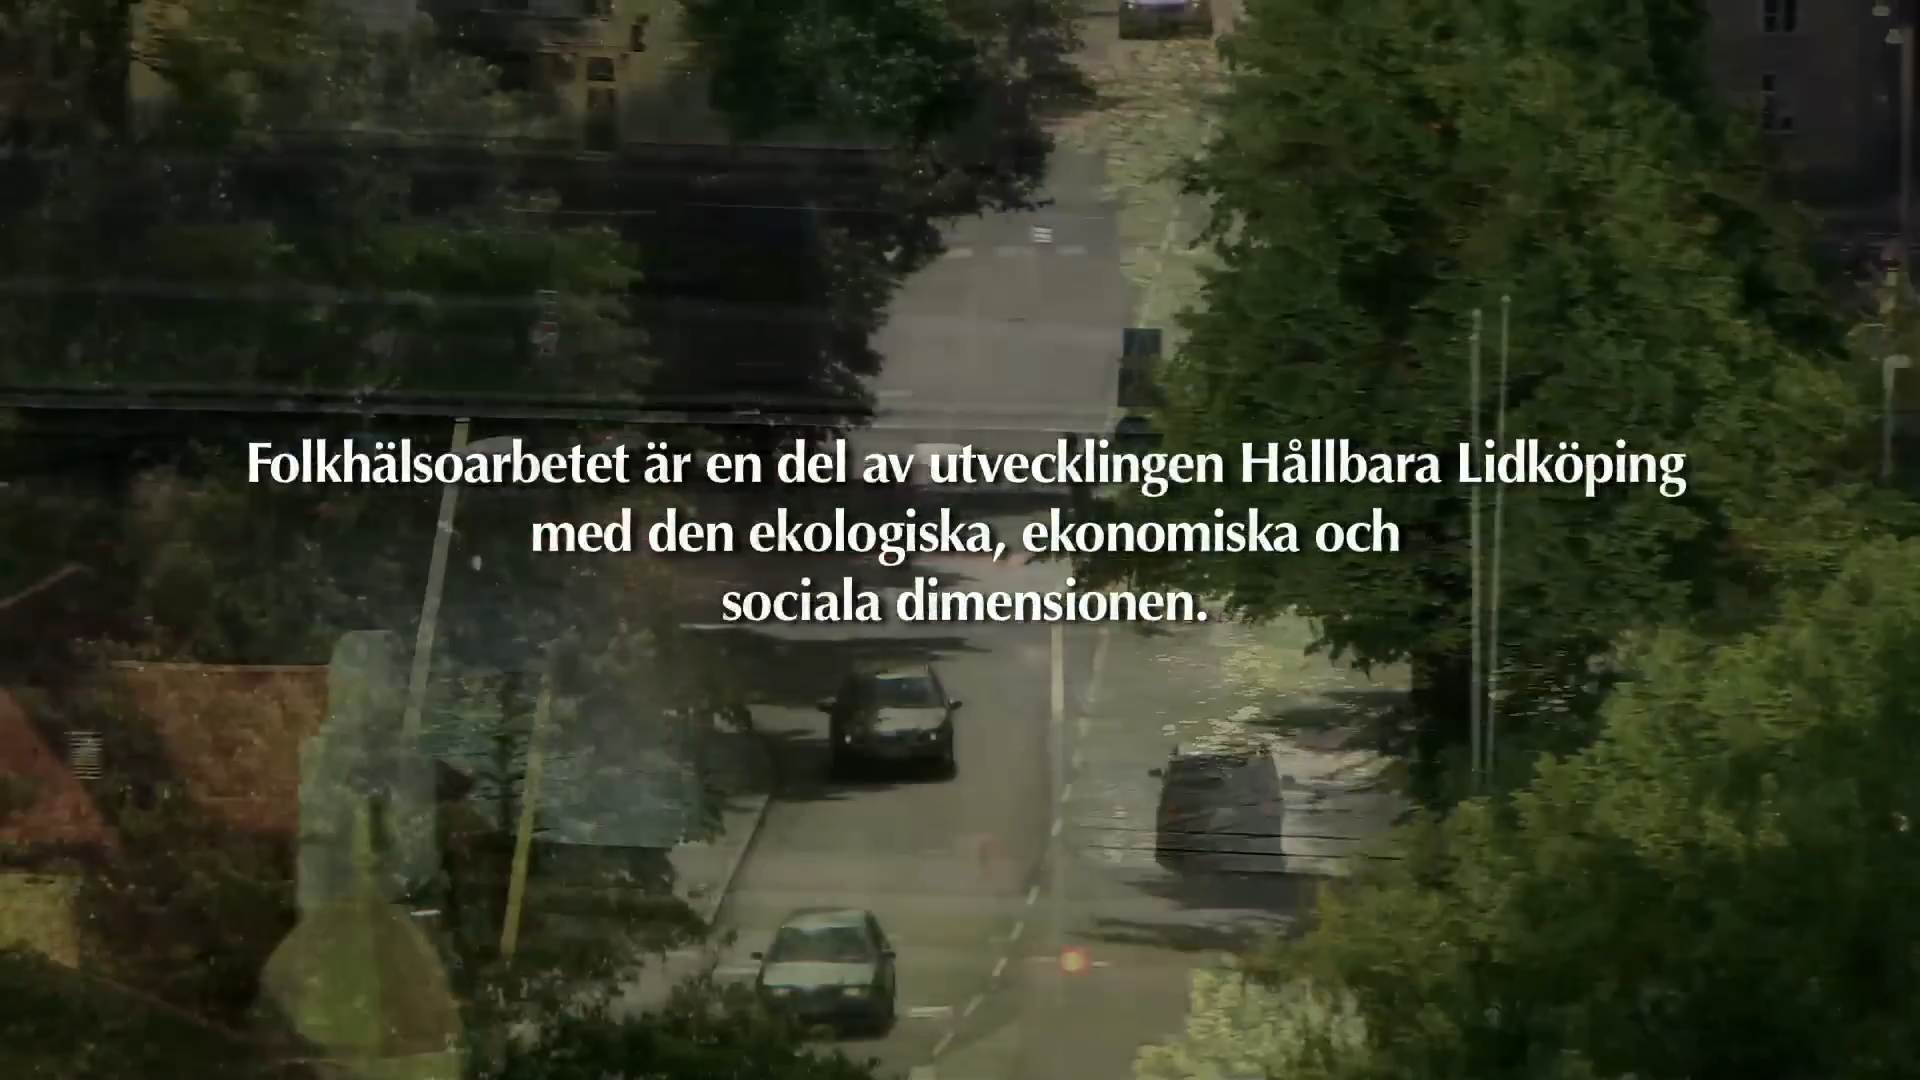 Folkhälsoarbetet är en del av utvecklingen Hållbara Lidköping
med den ekologiska, ekonomiska och
sociala dimensionen.